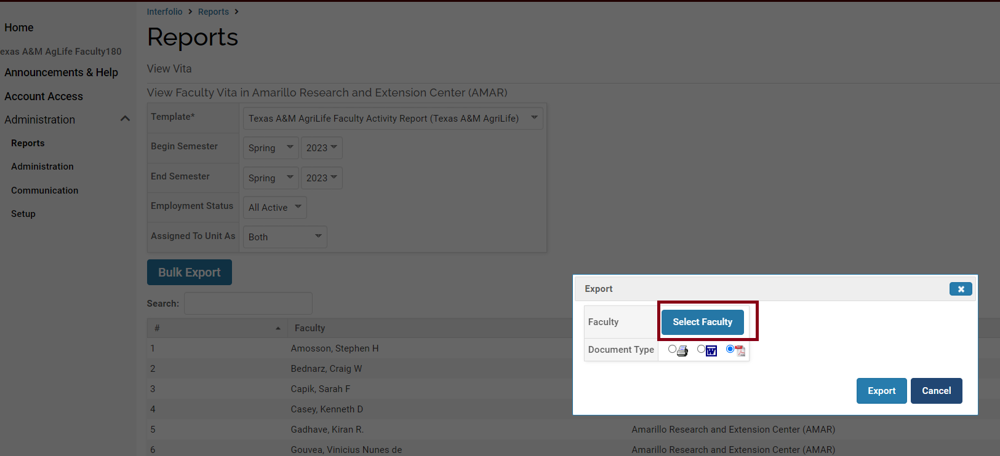 Interfolio > Reports >
Reports
View Vita
Home
exas A&M AgLife Faculty180
Announcements & Help
Account Access
Administration
Reports
Administration
Communication
Setup
View Faculty Vita in Amarillo Research and Extension Center (AMAR)
Template* Texas A&M AgriLife Faculty Activity Report (Texas A&M AgriLife)
Begin Semester Spring 2023
End Semester Spring 2023
Employment Status All Active
Assigned To Unit As Both
Bulk Export
Search:
# Faculty
1 Amosson, Stephen H
2 Bednarz, Craig W
3 Capik, Sarah F
4 Casey, Kenneth D
5 Gadhave, Kiran R. Amarillo Research and Extension Center (AMAR)
6 Gouvea, Vinicius Nunes de Amarillo Research and Extension Center (AMAR)
Export
Faculty Select Faculty
Document Type
Export Cancel